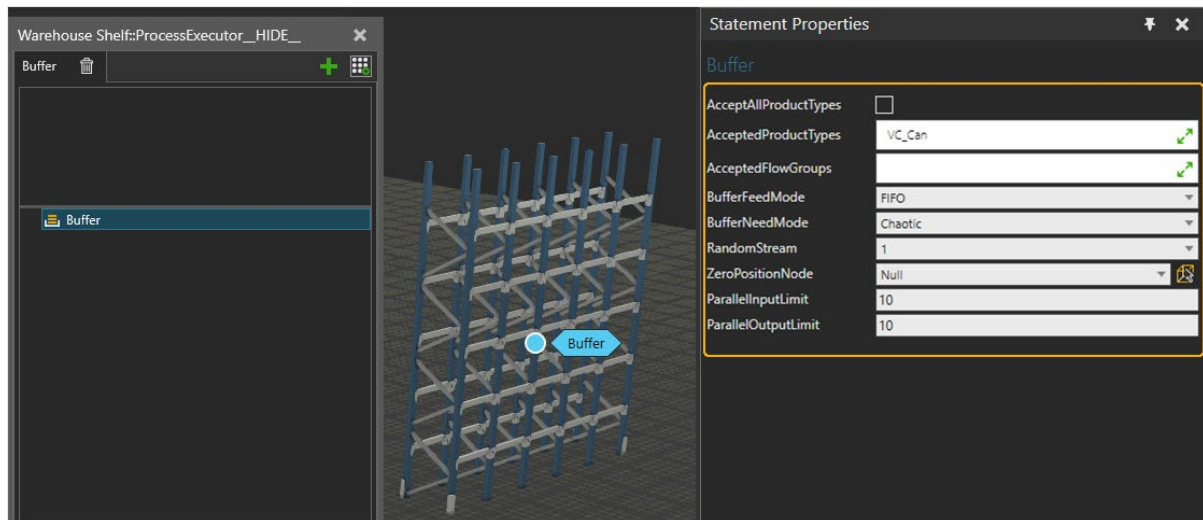 Warehouse Shelf::ProcessExecutor__HIDE__
Buffer
Buffer
Buffer
Statement Properties
Buffer
AcceptAllProductTypes
AcceptedProductTypes VC_Can
AcceptedFlowGroups
BufferFeedMode FIFO
BufferNeedMode Chaotic
RandomStream 1
ZeroPositionNode Null
ParallelInputLimit 10
ParallelOutputLimit 10